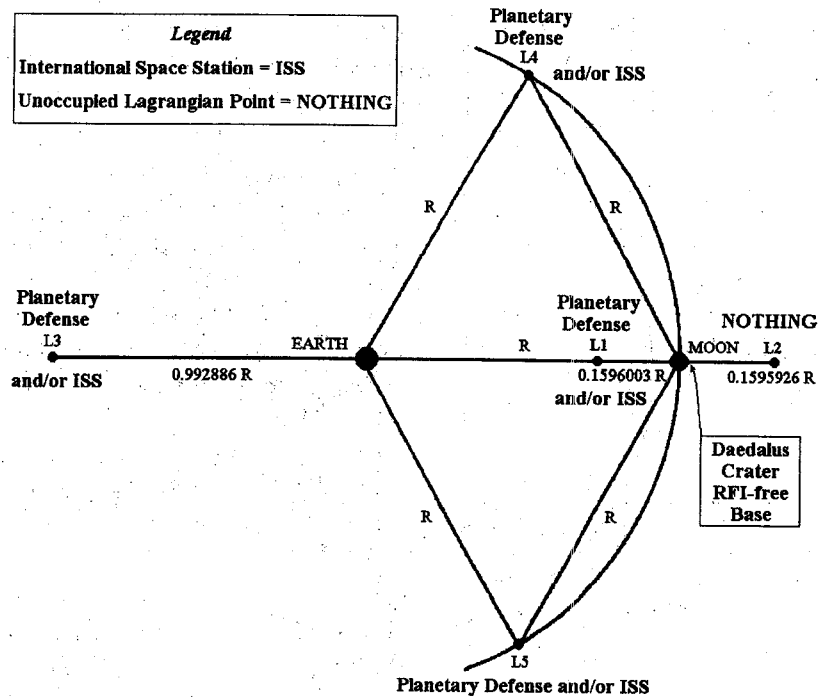 Legend
International Space Station = ISS
Unoccupied Lagrangian Point = NOTHING
Planetary
Defense
L4
and/or ISS
R
R
Planetary
Defense
L3
and/or ISS
0.992886 R
EARTH
R
Planetary
Defense
L1
0.1596003 R
and/or ISS
MOON
NOTHING
L2
0.1595926 R
Daedalus
Crater
RFI-free
Base
R
R
L5
Planetary Defense and/or ISS